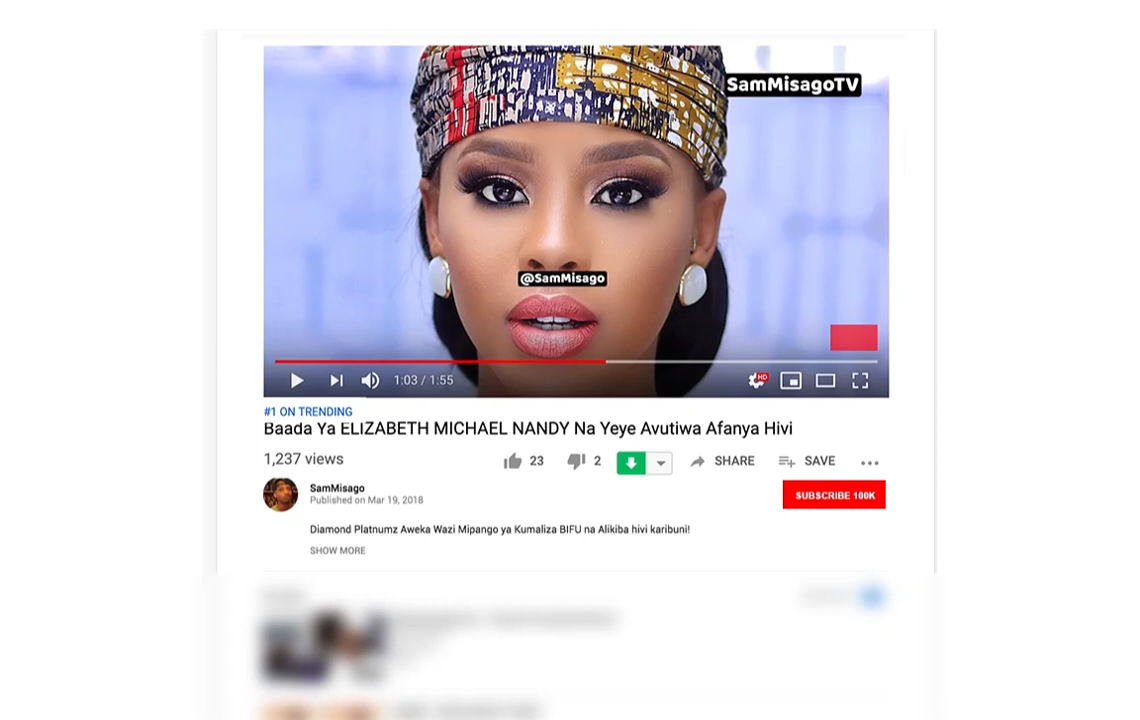 SamMisagoTV
@SamMisago
1:03 / 1:55
HD
#1 ON TRENDING
Baada Ya ELIZABETH MICHAEL NANDY Na Yeye Avutiwa Afanya Hivi
1,237 views
23
2
SHARE
SAVE
SamMisago
Published on Mar 19, 2018
SUBSCRIBE 100K
Diamond Platnumz Aweka Wazi Mipango ya Kumaliza BIFU na Alikiba hivi karibuni!
SHOW MORE